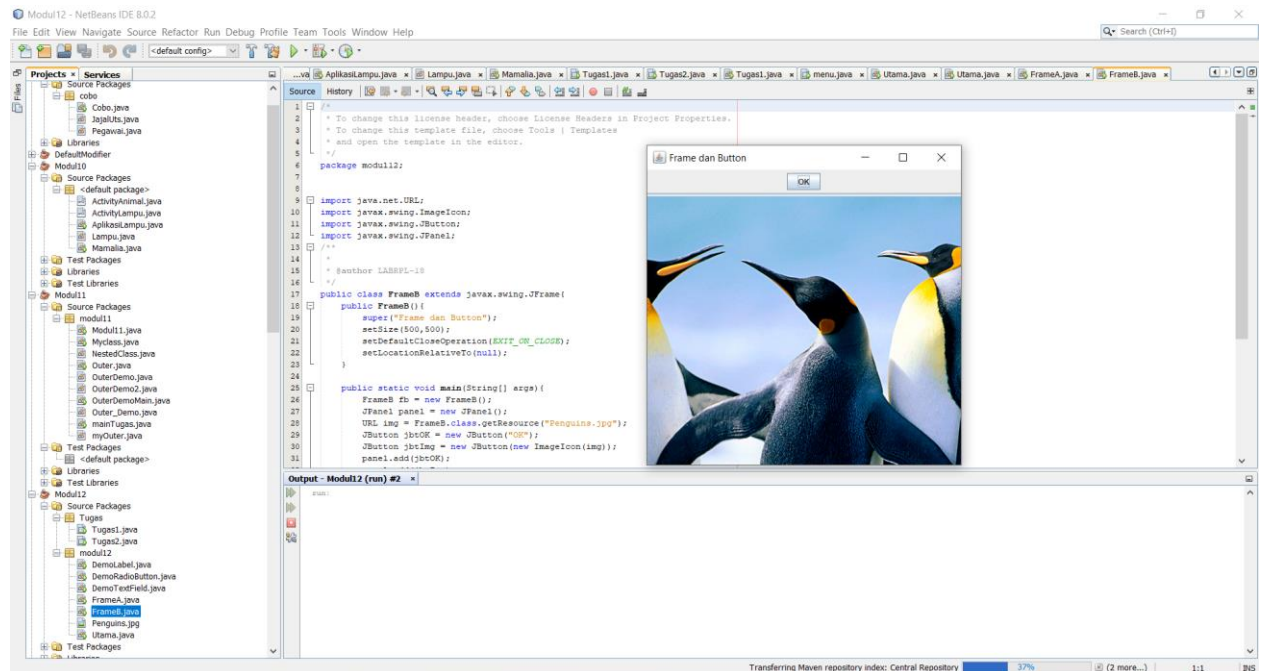 Modul12 - NetBeans IDE 8.0.2
File Edit View Navigate Source Refactor Run Debug Profile Team Tools Window Help
Search (Ctrl+I)
<default config>
Projects × Services
Files
Source Packages
cobo
Cobo.java
JajalUts.java
Pegawai.java
Libraries
DefaultModifier
Modul10
Source Packages
<default package>
ActivityAnimal.java
ActivityLampu.java
AplikasiLampu.java
Lampu.java
Mamalia.java
Test Packages
Libraries
Test Libraries
Modul11
Source Packages
modul11
Modul11.java
Myclass.java
NestedClass.java
Outer.java
OuterDemo.java
OuterDemo2.java
OuterDemoMain.java
Outer_Demo.java
mainTugas.java
myOuter.java
Test Packages
<default package>
Libraries
Test Libraries
Modul12
Source Packages
Tugas
Tugas1.java
Tugas2.java
modul12
DemoLabel.java
DemoRadioButton.java
DemoTextField.java
FrameA.java
FrameB.java
Penguins.jpg
Utama.java
Test Packages
...va AplikasiLampu.java × Lampu.java × Mamalia.java × Tugas1.java × Tugas2.java × Tugas1.java × menu.java × Utama.java × Utama.java × FrameA.java × FrameB.java ×
Source History
1 /*
2 * To change this license header, choose License Headers in Project Properties.
3 * To change this template file, choose Tools | Templates
4 * and open the template in the editor.
5 */
6 package modul12;
7
8
9 import java.net.URL;
10 import javax.swing.ImageIcon;
11 import javax.swing.JButton;
12 import javax.swing.JPanel;
13 /**
14 *
15 * @author LABRPL-18
16 */
17 public class FrameB extends javax.swing.JFrame{
18 public FrameB(){
19 super("Frame dan Button");
20 setSize(500,500);
21 setDefaultCloseOperation(EXIT_ON_CLOSE);
22 setLocationRelativeTo(null);
23 }
24
25 public static void main(String[] args){
26 FrameB fb = new FrameB();
27 JPanel panel = new JPanel();
28 URL img = FrameB.class.getResource("Penguins.jpg");
29 JButton jbtOK = new JButton("OK");
30 JButton jbtImg = new JButton(new ImageIcon(img));
31 panel.add(jbtOK);
Frame dan Button
OK
Output - Modul12 (run) #2 ×
run:
Transferring Maven repository index: Central Repository 37% (2 more...) 1:1 INS